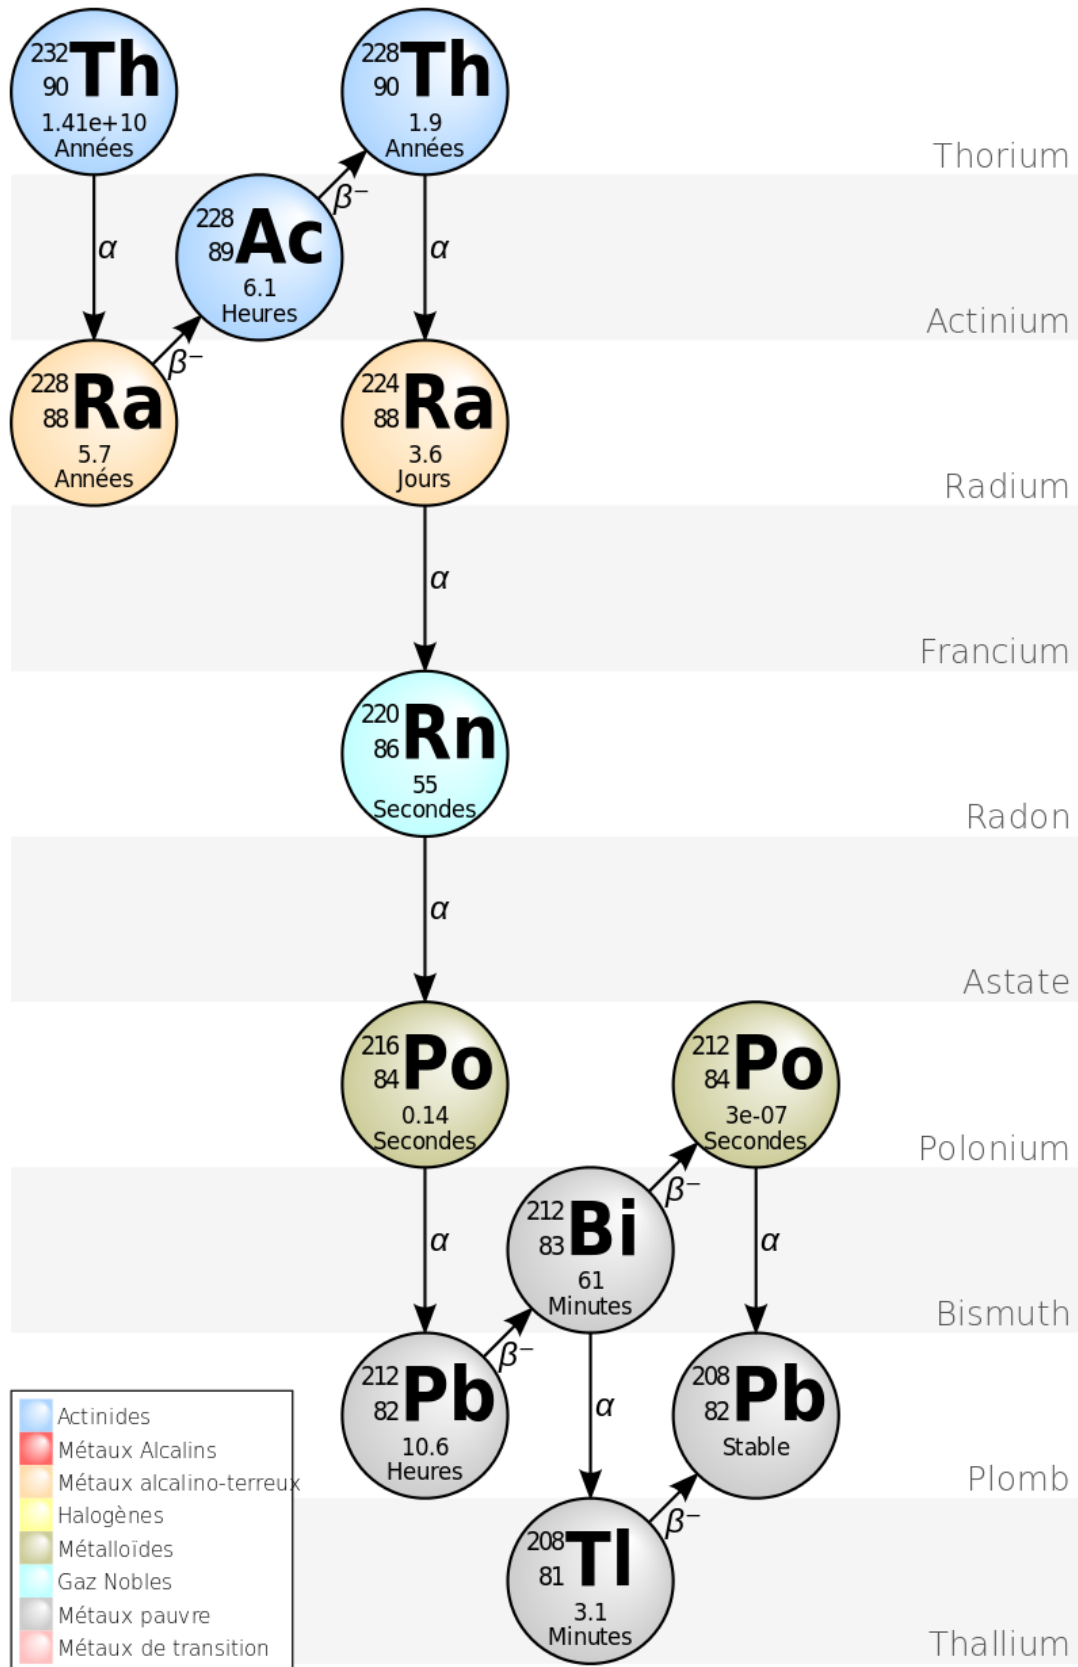 232
90 Th
1.41e+10
Années
228
90 Th
1.9
Années
Thorium
β⁻
228
89 Ac
6.1
Heures
α
α
Actinium
β⁻
228
88 Ra
5.7
Années
224
88 Ra
3.6
Jours
Radium
α
Francium
220
86 Rn
55
Secondes
Radon
α
Astate
216
84 Po
0.14
Secondes
212
84 Po
3e-07
Secondes
Polonium
β⁻
212
83 Bi
61
Minutes
α
α
Bismuth
β⁻
212
82 Pb
10.6
Heures
α
208
82 Pb
Stable
Plomb
β⁻
208
81 Tl
3.1
Minutes
Thallium
Actinides
Métaux Alcalins
Métaux alcalino-terreux
Halogènes
Métalloïdes
Gaz Nobles
Métaux pauvre
Métaux de transition